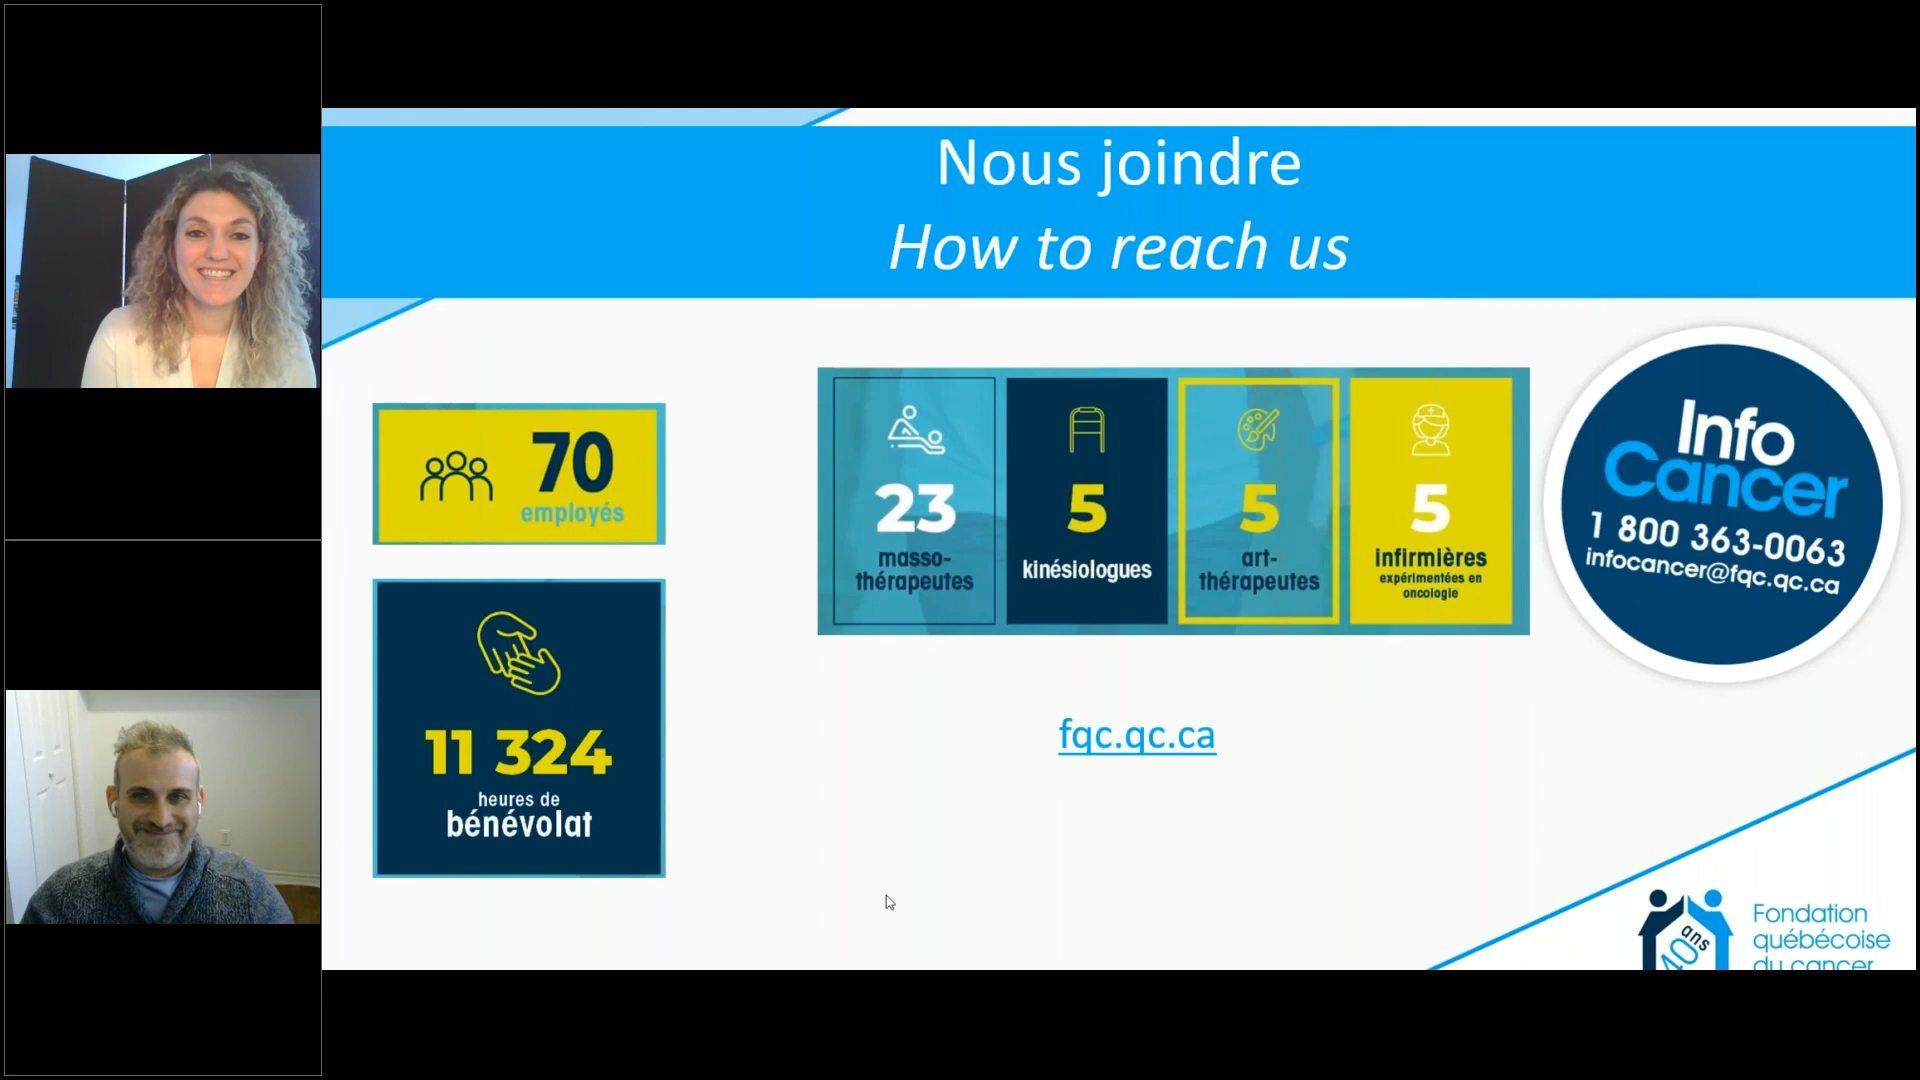 Nous joindre
How to reach us
70
employés
11 324
heures de
bénévolat
23
masso-
thérapeutes
5
kinésiologues
5
art-
thérapeutes
5
infirmières
expérimentées en
oncologie
Info
Cancer
1 800 363-0063
infocancer@fqc.qc.ca
fqc.qc.ca
40 ans
Fondation
québécoise
du cancer